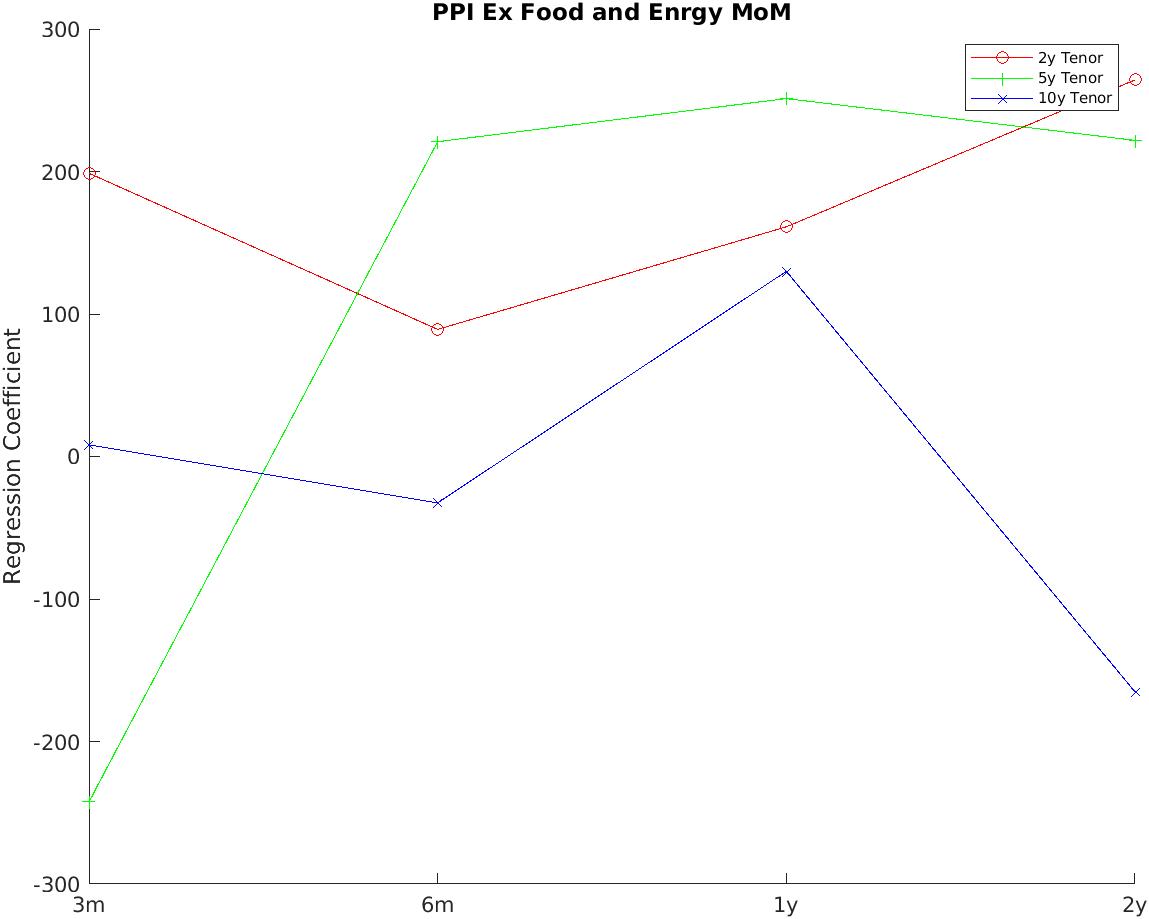 PPI Ex Food and Enrgy MoM
300
200
100
0
-100
-200
-300
Regression Coefficient
2y Tenor
5y Tenor
10y Tenor
3m
6m
1y
2y